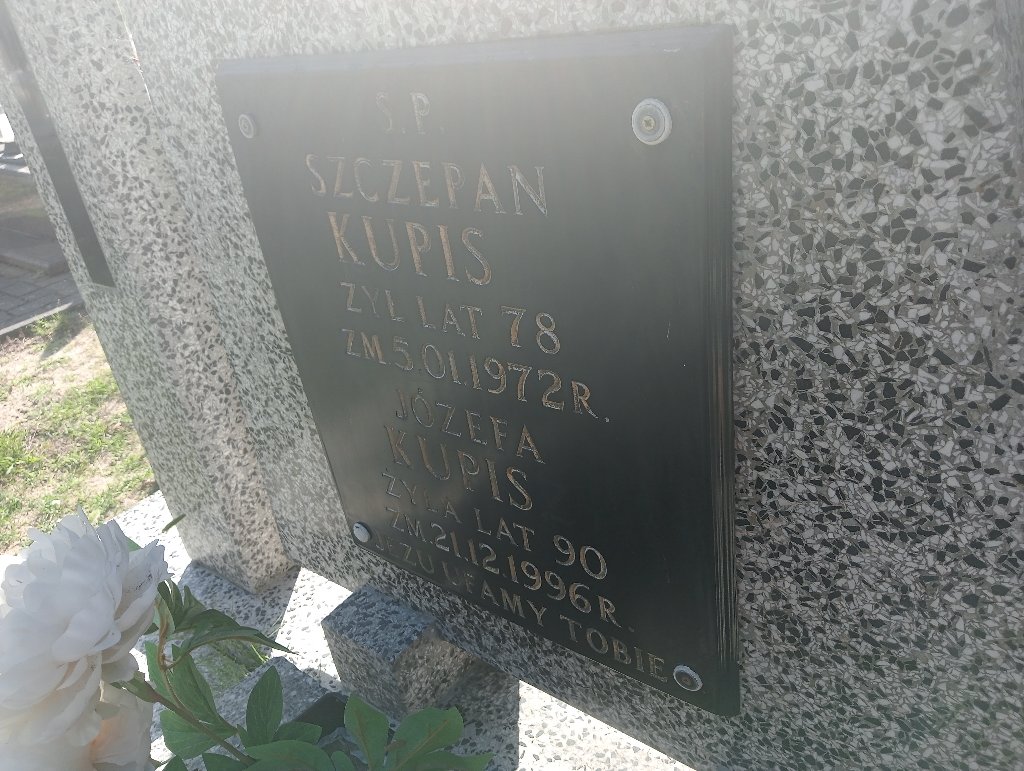 S.P.
SZCZEPAN
KUPIS
ŻYŁ LAT 78
ZM. 5.01.1972R.
JÓZEFA
KUPIS
ŻYŁA LAT 90
ZM. 21.12.1996R.
JEZU UFAMY TOBIE